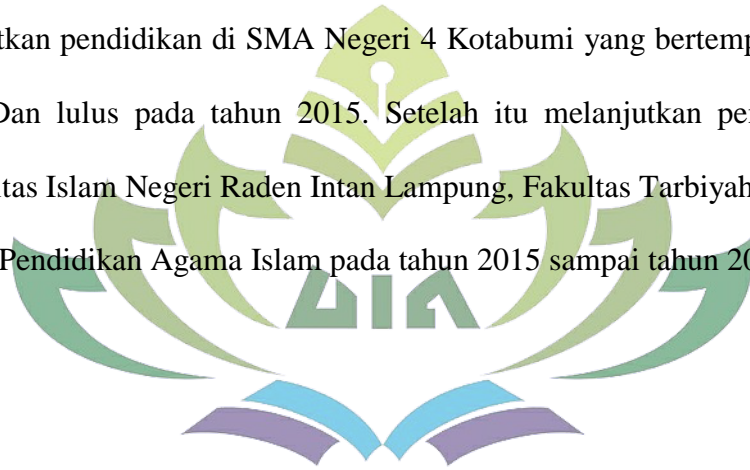 tkan pendidikan di SMA Negeri 4 Kotabumi yang bertemp
Dan lulus pada tahun 2015. Setelah itu melanjutkan pe
tas Islam Negeri Raden Intan Lampung, Fakultas Tarbiyah
Pendidikan Agama Islam pada tahun 2015 sampai tahun 20
UIN